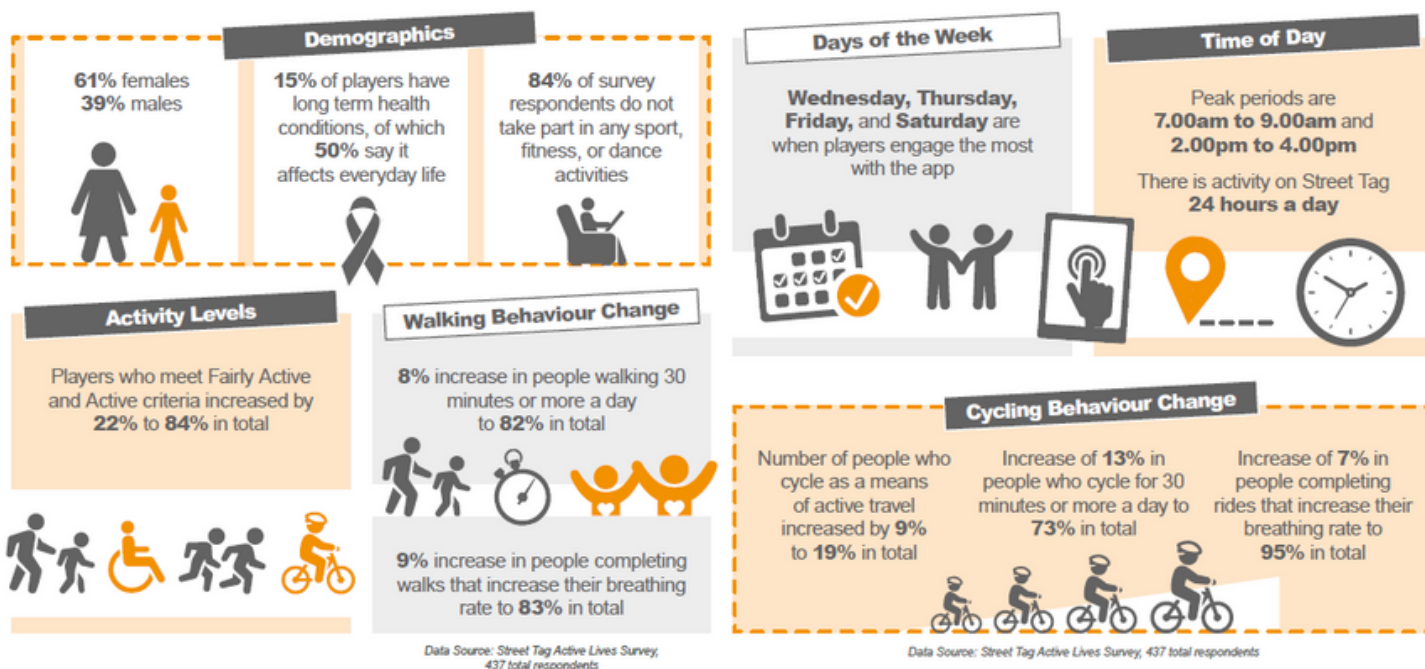 Demographics
61% females
39% males
15% of players have
long term health
conditions, of which
50% say it
affects everyday life
84% of survey
respondents do not
take part in any sport,
fitness, or dance
activities
Days of the Week
Wednesday, Thursday,
Friday, and Saturday are
when players engage the most
with the app
Time of Day
Peak periods are
7.00am to 9.00am and
2.00pm to 4.00pm
There is activity on Street Tag
24 hours a day
Activity Levels
Players who meet Fairly Active
and Active criteria increased by
22% to 84% in total
Walking Behaviour Change
8% increase in people walking 30
minutes or more a day
to 82% in total
9% increase in people completing
walks that increase their breathing
rate to 83% in total
Data Source: Street Tag Active Lives Survey,
437 total respondents
Cycling Behaviour Change
Number of people who
cycle as a means
of active travel
increased by 9%
to 19% in total
Increase of 13% in
people who cycle for 30
minutes or more a day to
73% in total
Increase of 7% in
people completing
rides that increase their
breathing rate to
95% in total
Data Source: Street Tag Active Lives Survey, 437 total respondents